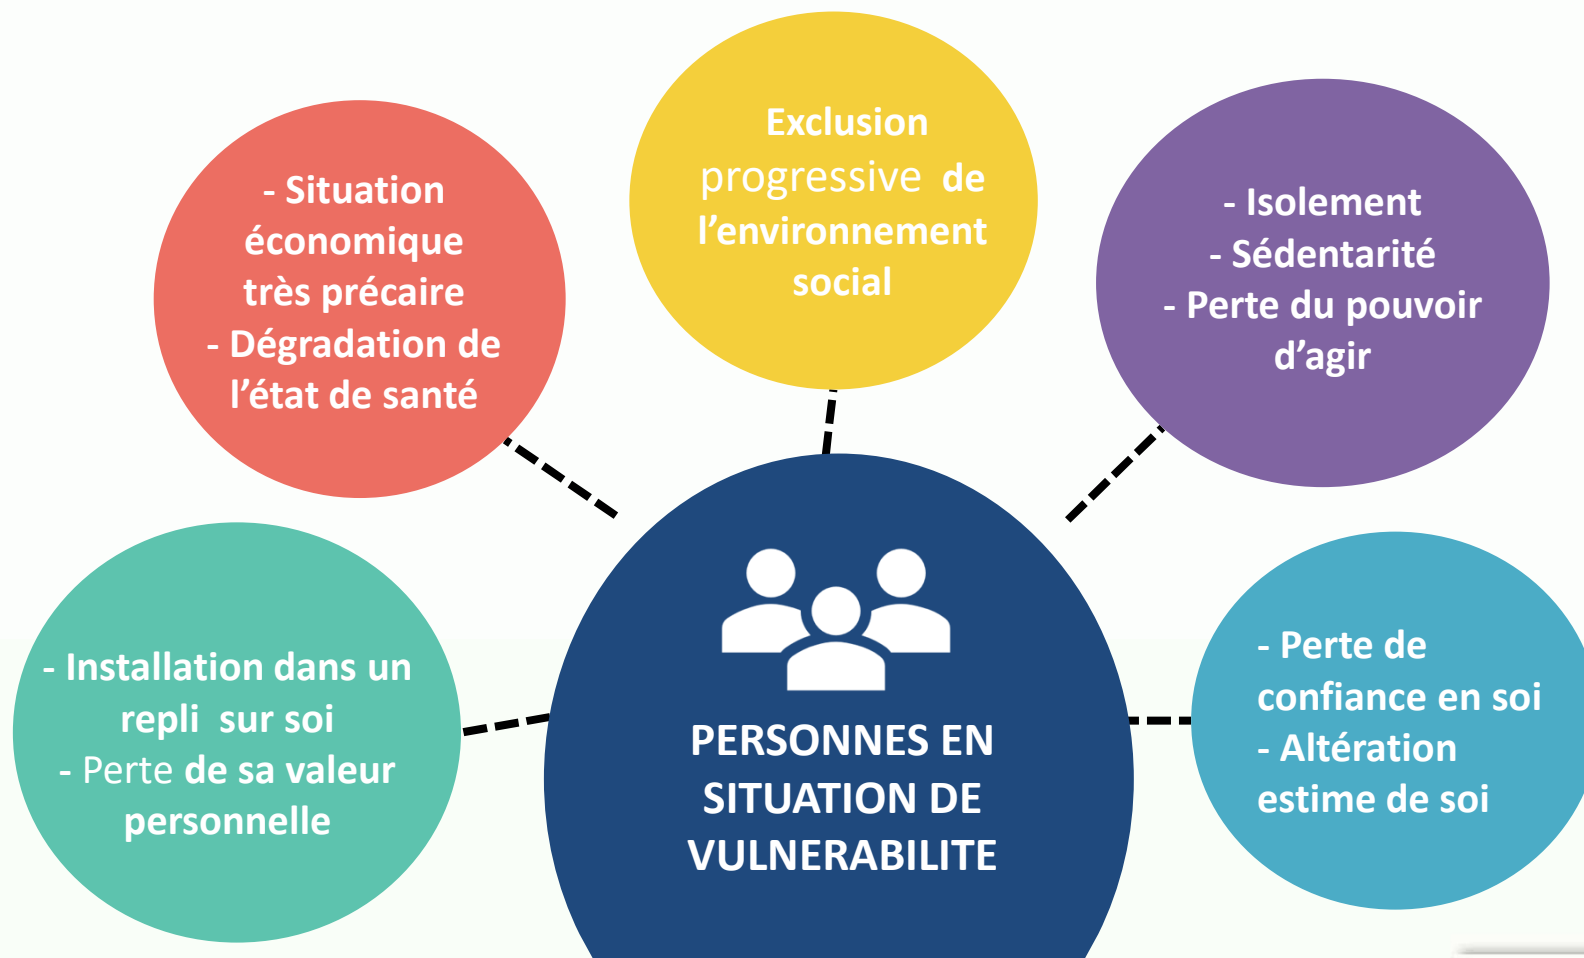 Exclusion
progressive de
l'environnement
social
- Situation
économique
très précaire
- Dégradation de
l'état de santé
- Isolement
- Sédentarité
- Perte du pouvoir
d'agir
- Installation dans un
repli sur soi
- Perte de sa valeur
personnelle
PERSONNES EN
SITUATION DE
VULNERABILITE
- Perte de
confiance en soi
- Altération
estime de soi